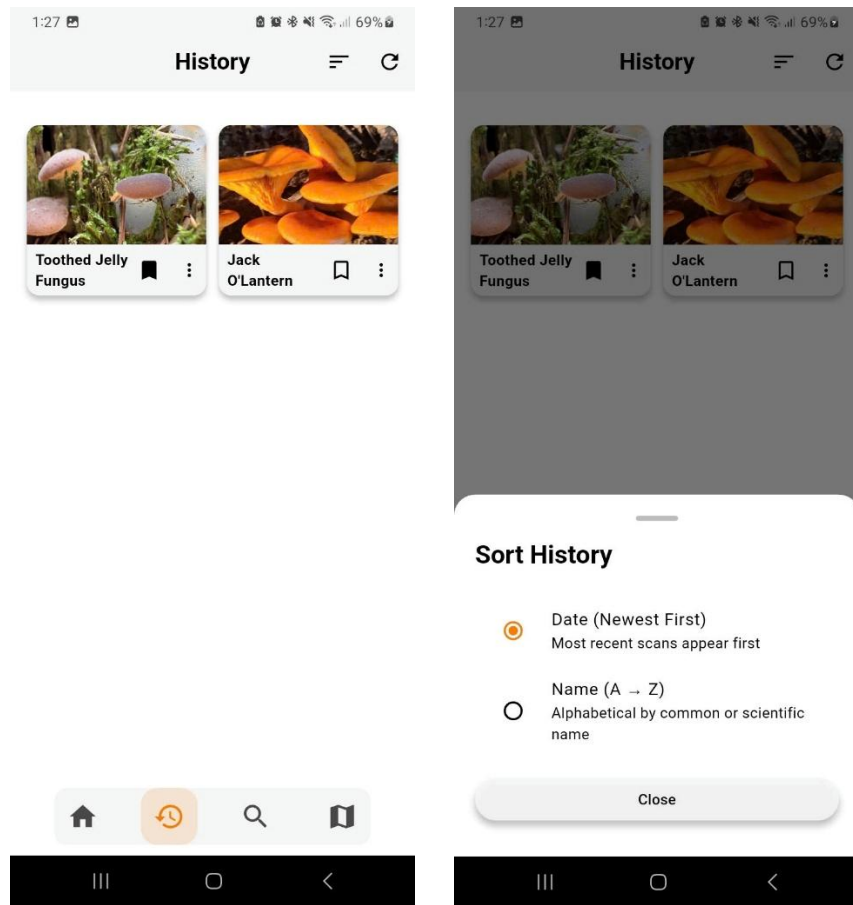 1:27
69%
History
Toothed Jelly
Fungus
Jack
O'Lantern
1:27
69%
History
Toothed Jelly
Fungus
Jack
O'Lantern
Sort History
Date (Newest First)
Most recent scans appear first
Name (A → Z)
Alphabetical by common or scientific
name
Close